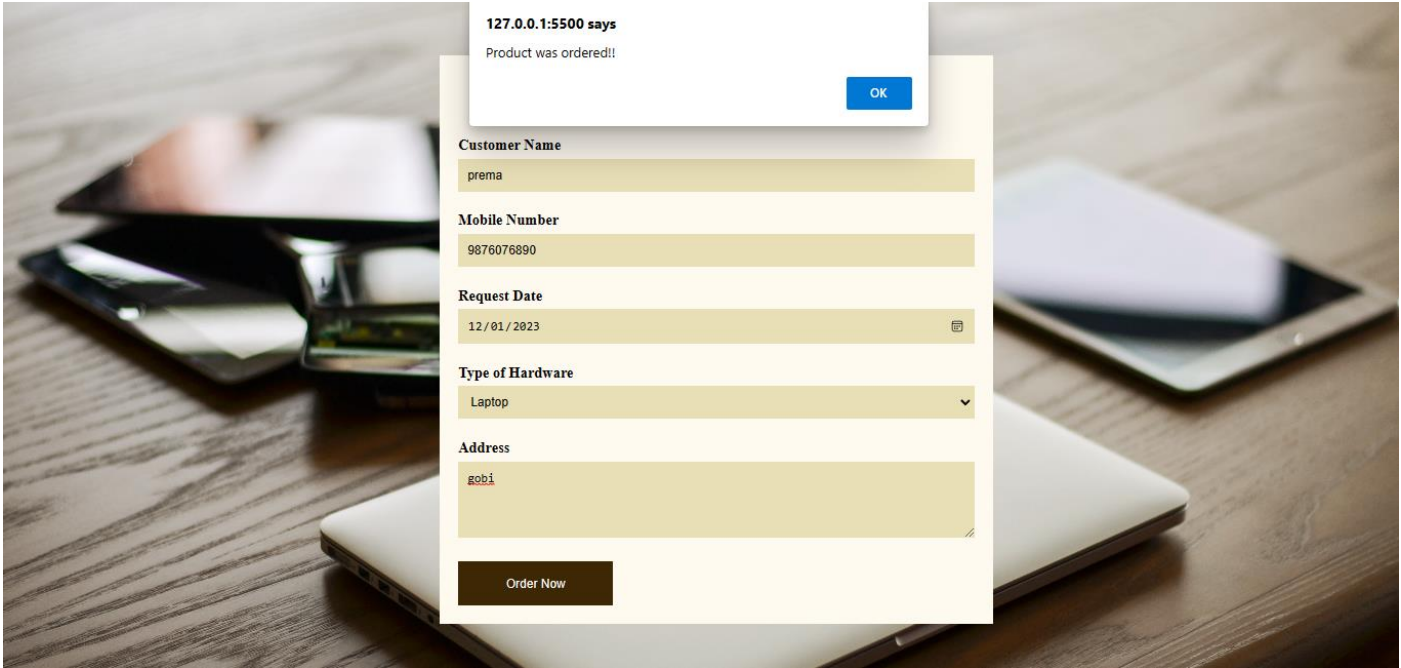 127.0.0.1:5500 says
Product was ordered!!
OK
Customer Name
prema
Mobile Number
9876076890
Request Date
12/01/2023
Type of Hardware
Laptop
Address
gobi
Order Now